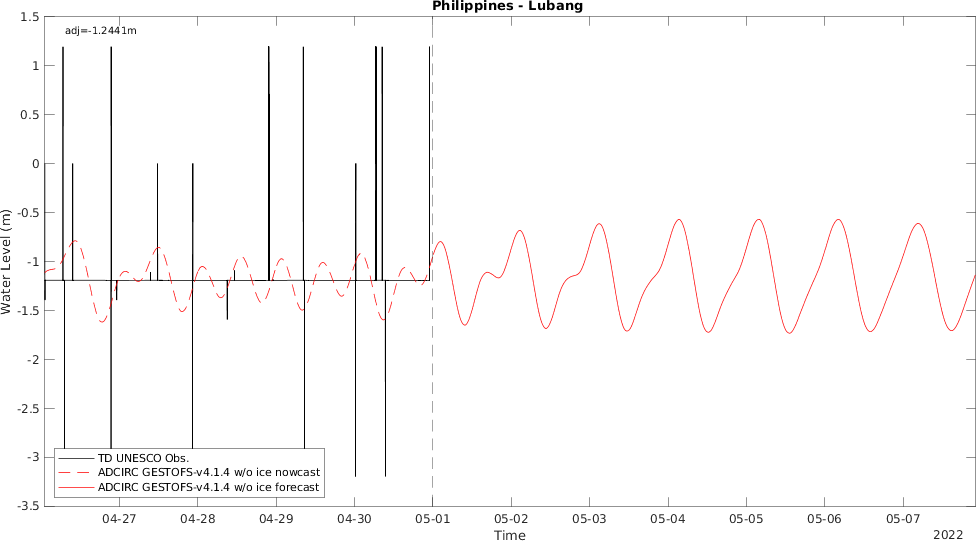 Philippines - Lubang
adj=-1.2441m
1.5
1
0.5
0
-0.5
-1
-1.5
-2
-2.5
-3
-3.5
Water Level (m)
TD UNESCO Obs.
ADCIRC GESTOFS-v4.1.4 w/o ice nowcast
ADCIRC GESTOFS-v4.1.4 w/o ice forecast
04-27 04-28 04-29 04-30 05-01 05-02 05-03 05-04 05-05 05-06 05-07
Time
2022